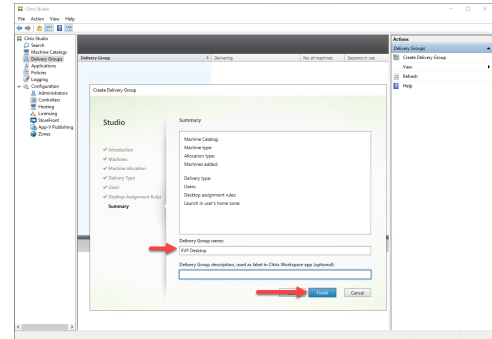 Citrix Studio
File Action View Help
Citrix Studio
Search
Machine Catalogs
Delivery Groups
Applications
Policies
Logging
Configuration
Administrators
Controllers
Hosting
Licensing
StoreFront
App-V Publishing
Zones
Delivery Group
Delivering
No. of machines
Sessions in use
Create Delivery Group
Studio
Introduction
Machines
Machine allocation
Delivery Type
Users
Desktop Assignment Rules
Summary
Summary
Machine Catalog:
Machine type:
Allocation type:
Machines added:
Delivery type:
Users:
Desktop assignment rules
Launch in user's home zone:
Delivery Group name:
EVP Desktop
Delivery Group description, used as label in Citrix Workspace app (optional):
Finish
Cancel
Actions
Delivery Groups
Create Delivery Group
View
Refresh
Help